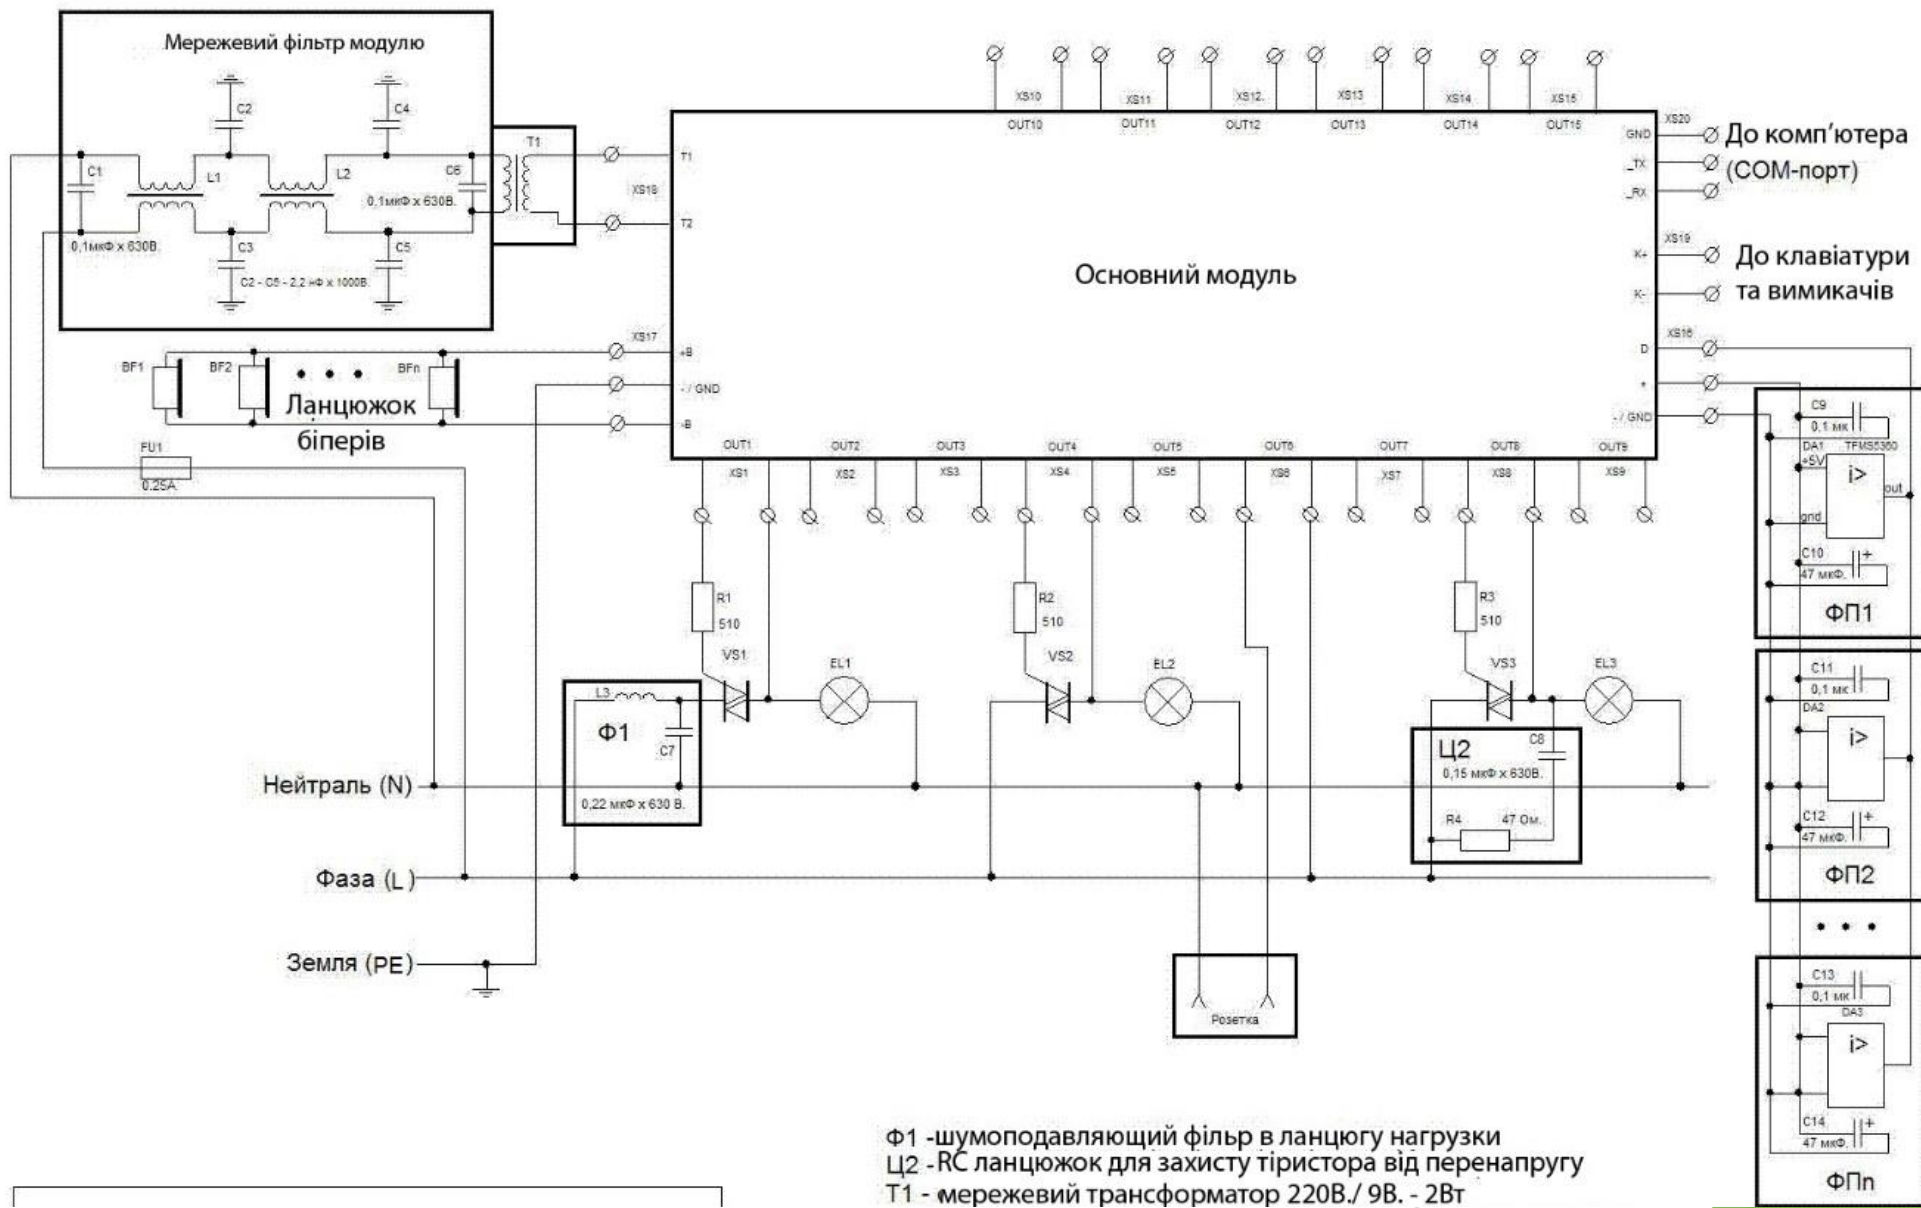 Мережевий фільтр модулю
C1
C2
C4
L1
L2
C6
T1
0,1мкФ x 630В.
0,1мкФ x 630В.
C3
C5
C2 - C5 - 2,2 нФ x 1000В.
XS10
XS11
XS12.
XS13
XS14
XS15
OUT10
OUT11
OUT12
OUT13
OUT14
OUT15
XS18
T1
T2
Основний модуль
XS20
GND
_TX
_RX
До комп'ютера
(COM-порт)
XS19
K+
K-
До клавіатури
та вимикачів
XS16
D
+
- / GND
XS17
+B
- / GND
-B
BF1
BF2
BFn
Ланцюжок
біперів
FU1
0.25A
OUT1
OUT2
OUT3
OUT4
OUT5
OUT6
OUT7
OUT8
OUT9
XS1
XS2
XS3
XS4
XS5
XS6
XS7
XS8
XS9
R1
510
R2
510
R3
510
VS1
EL1
VS2
EL2
VS3
EL3
L3
Ф1
C7
0,22 мкФ x 630 В.
Ц2
C8
0,15 мкФ x 630В.
R4
47 Ом.
Нейтраль (N)
Фаза (L)
Земля (PE)
Розетка
C9
0,1 мк
DA1
TFMS5360
+5V
i>
out
gnd
C10
+
47 мкФ.
ФП1
C11
0,1 мк
DA2
i>
C12
+
47 мкФ.
ФП2
C13
0,1 мк
DA3
i>
C14
+
47 мкФ.
ФПn
Ф1 -шумоподавляющий фільр в ланцюгу нагрузки
Ц2 -RC ланцюжок для захисту тіристора від перенапругу
T1 - мережевий трансформатор 220В./ 9В. - 2Вт